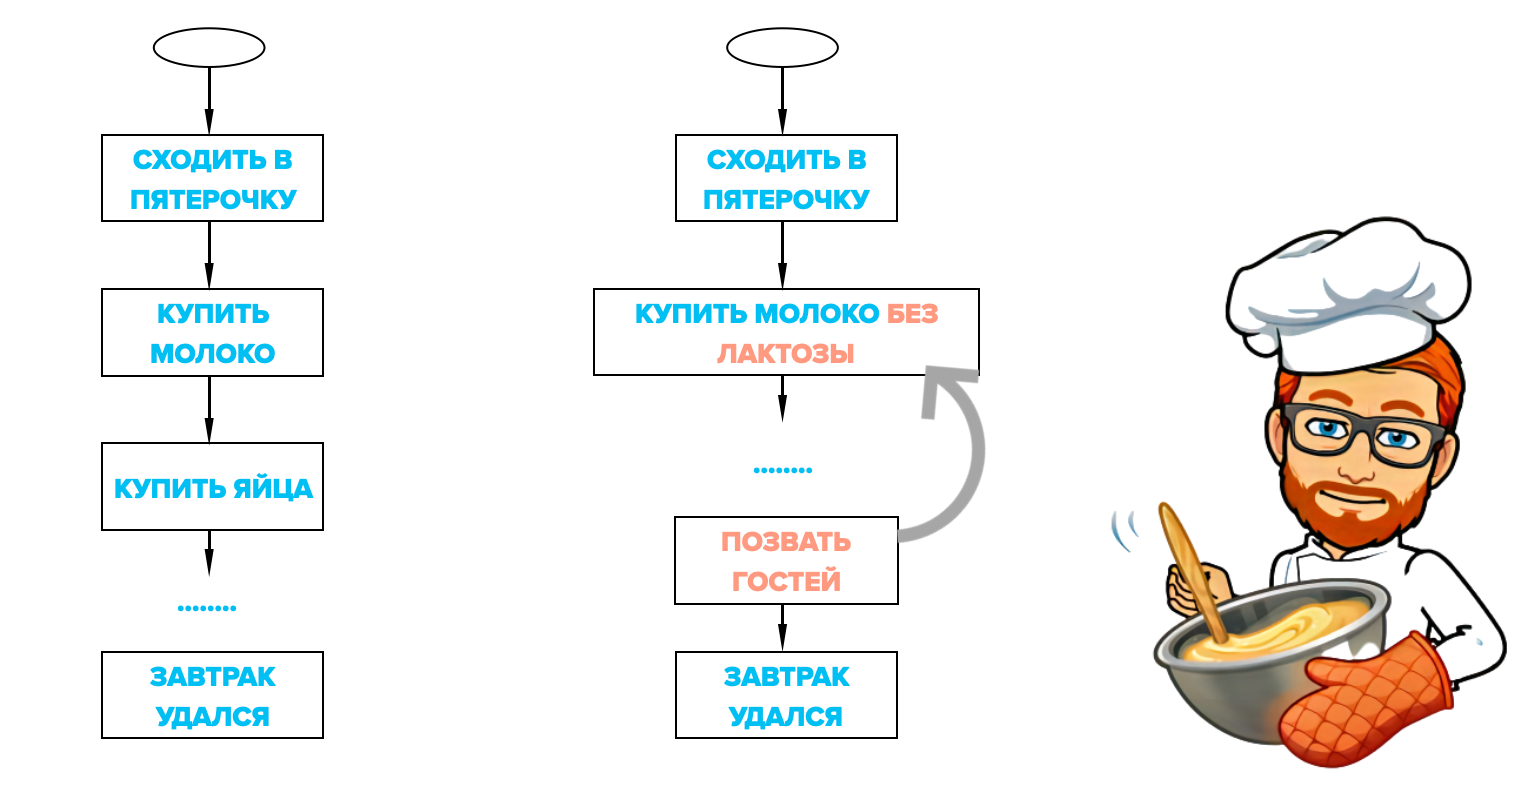 СХОДИТЬ В
ПЯТЕРОЧКУ
КУПИТЬ
МОЛОКО
КУПИТЬ ЯЙЦА
........
ЗАВТРАК
УДАЛСЯ
СХОДИТЬ В
ПЯТЕРОЧКУ
КУПИТЬ МОЛОКО БЕЗ
ЛАКТОЗЫ
........
ПОЗВАТЬ
ГОСТЕЙ
ЗАВТРАК
УДАЛСЯ